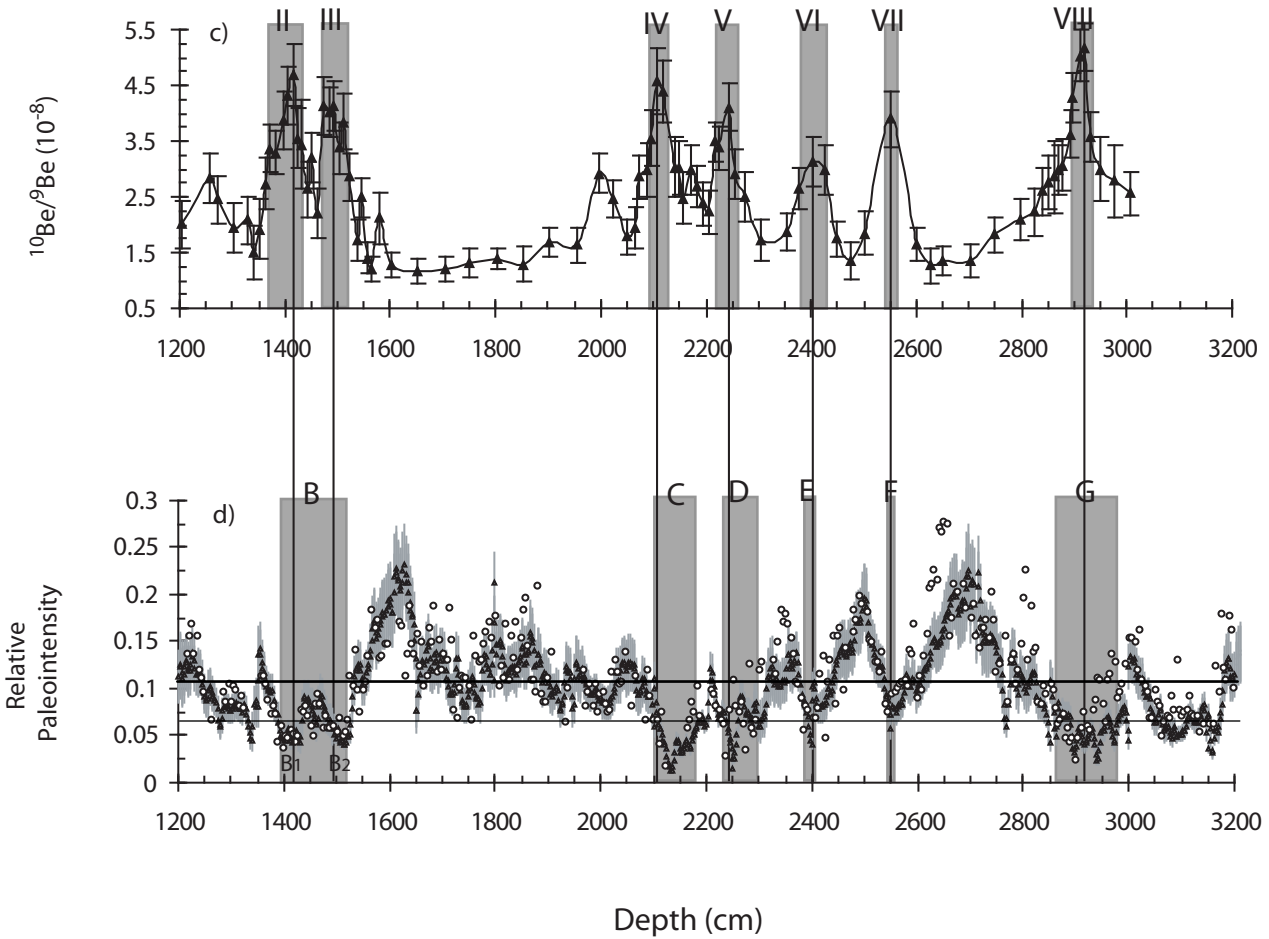 II III IV V VI VII VIII
c)
5.5
4.5
3.5
2.5
1.5
0.5
10Be/9Be (10-8)
1200 1400 1600 1800 2000 2200 2400 2600 2800 3000 3200
B C D E F G
d)
0.3
0.25
0.2
0.15
0.1
0.05
0
Relative
Paleointensity
B1 B2
1200 1400 1600 1800 2000 2200 2400 2600 2800 3000 3200
Depth (cm)